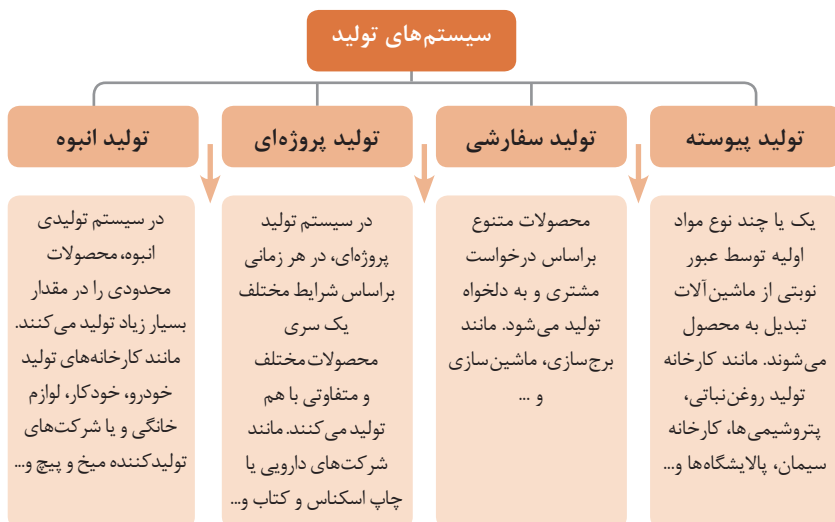 سیستم‌های تولید
تولید پیوسته
یک یا چند نوع مواد
اولیه توسط عبور
نوبتی از ماشین‌آلات
تبدیل به محصول
می‌شوند. مانند کارخانه
تولید روغن‌نباتی،
پتروشیمی‌ها، کارخانه
سیمان، پالایشگاه‌ها و...
تولید سفارشی
محصولات متنوع
براساس درخواست
مشتری و به دلخواه
تولید می‌شود. مانند
برج‌سازی، ماشین‌سازی
و ...
تولید پروژه‌ای
در سیستم تولید
پروژه‌ای، در هر زمانی
براساس شرایط مختلف
یک سری
محصولات مختلف
و متفاوتی با هم
تولید می‌کنند. مانند
شرکت‌های دارویی یا
چاپ اسکناس و کتاب و...
تولید انبوه
در سیستم تولیدی
انبوه، محصولات
محدودی را در مقدار
بسیار زیاد تولید می‌کنند.
مانند کارخانه‌های تولید
خودرو، خودکار، لوازم
خانگی و یا شرکت‌های
تولیدکننده میخ و پیچ و...